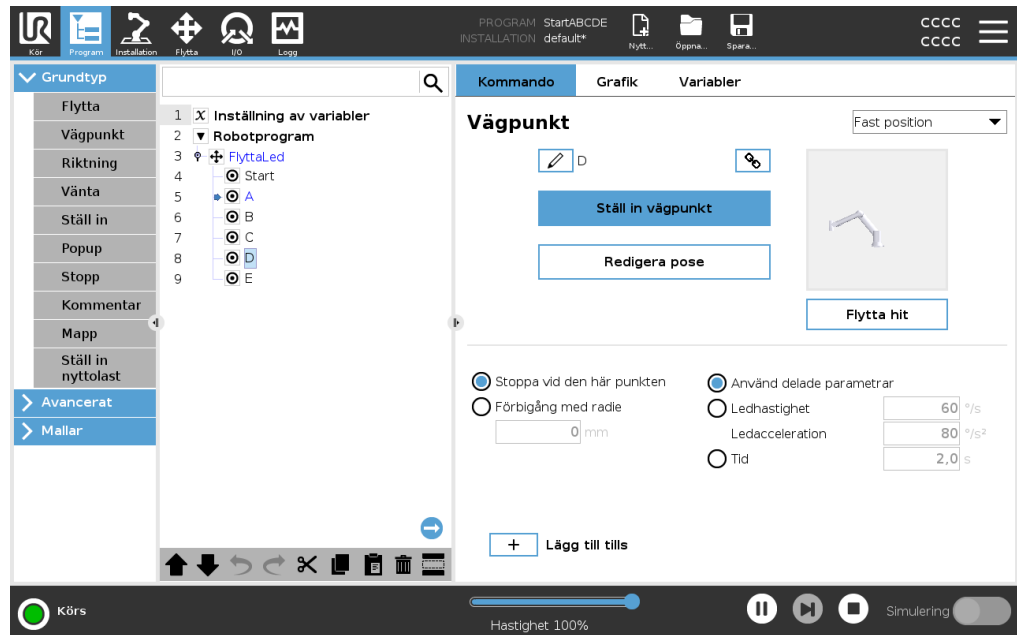 UR
PROGRAM StartABCDE
INSTALLATION default*
CCCC
CCCC
Kör Program Installation Flytta I/O Logg Nytt... Öppna... Spara...
Grundtyp
Flytta
Vägpunkt
Riktning
Vänta
Ställ in
Popup
Stopp
Kommentar
Mapp
Ställ in
nyttolast
Avancerat
Mallar
1 X Inställning av variabler
2 Robotprogram
3 FlyttaLed
4 Start
5 A
6 B
7 C
8 D
9 E
Kommando Grafik Variabler
Vägpunkt
Fast position
D
Ställ in vägpunkt
Redigera pose
Flytta hit
Stoppa vid den här punkten
Förbigång med radie
0 mm
Använd delade parametrar
Ledhastighet 60 °/s
Ledacceleration 80 °/s²
Tid 2,0 s
+ Lägg till tills
Körs
Hastighet 100%
Simulering